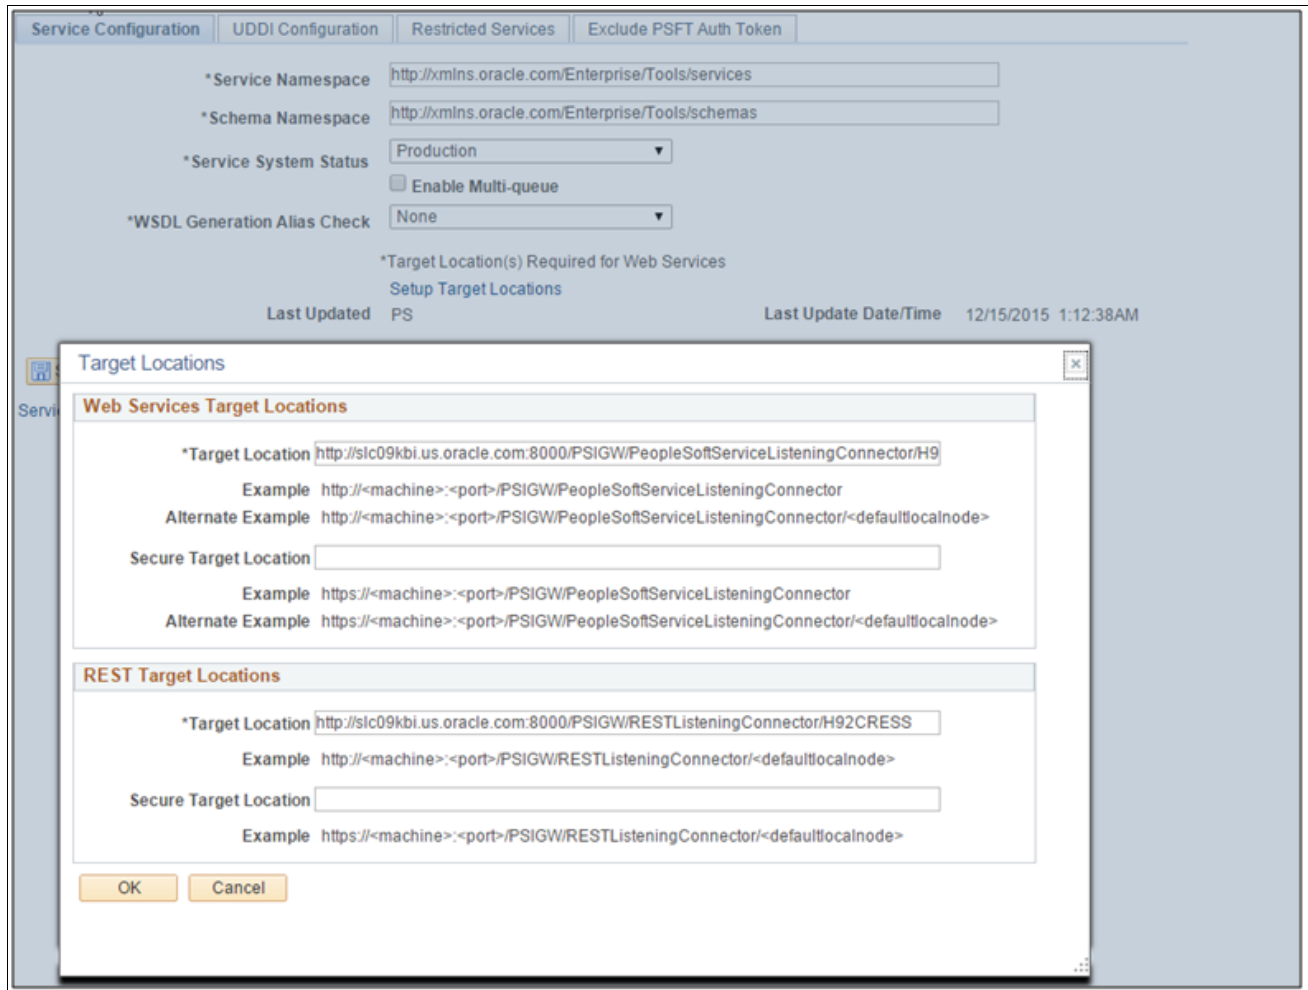 Service Configuration UDDI Configuration Restricted Services Exclude PSFT Auth Token
*Service Namespace http://xmlns.oracle.com/Enterprise/Tools/services
*Schema Namespace http://xmlns.oracle.com/Enterprise/Tools/schemas
*Service System Status Production
Enable Multi-queue
*WSDL Generation Alias Check None
*Target Location(s) Required for Web Services
Setup Target Locations
Last Updated PS Last Update Date/Time 12/15/2015 1:12:38AM
Target Locations
Web Services Target Locations
*Target Location http://slc09kbi.us.oracle.com:8000/PSIGW/PeopleSoftServiceListeningConnector/H9
Example http://<machine>:<port>/PSIGW/PeopleSoftServiceListeningConnector
Alternate Example http://<machine>:<port>/PSIGW/PeopleSoftServiceListeningConnector/<defaultlocalnode>
Secure Target Location
Example https://<machine>:<port>/PSIGW/PeopleSoftServiceListeningConnector
Alternate Example https://<machine>:<port>/PSIGW/PeopleSoftServiceListeningConnector/<defaultlocalnode>
REST Target Locations
*Target Location http://slc09kbi.us.oracle.com:8000/PSIGW/RESTListeningConnector/H92CRESS
Example http://<machine>:<port>/PSIGW/RESTListeningConnector/<defaultlocalnode>
Secure Target Location
Example https://<machine>:<port>/PSIGW/RESTListeningConnector/<defaultlocalnode>
OK Cancel